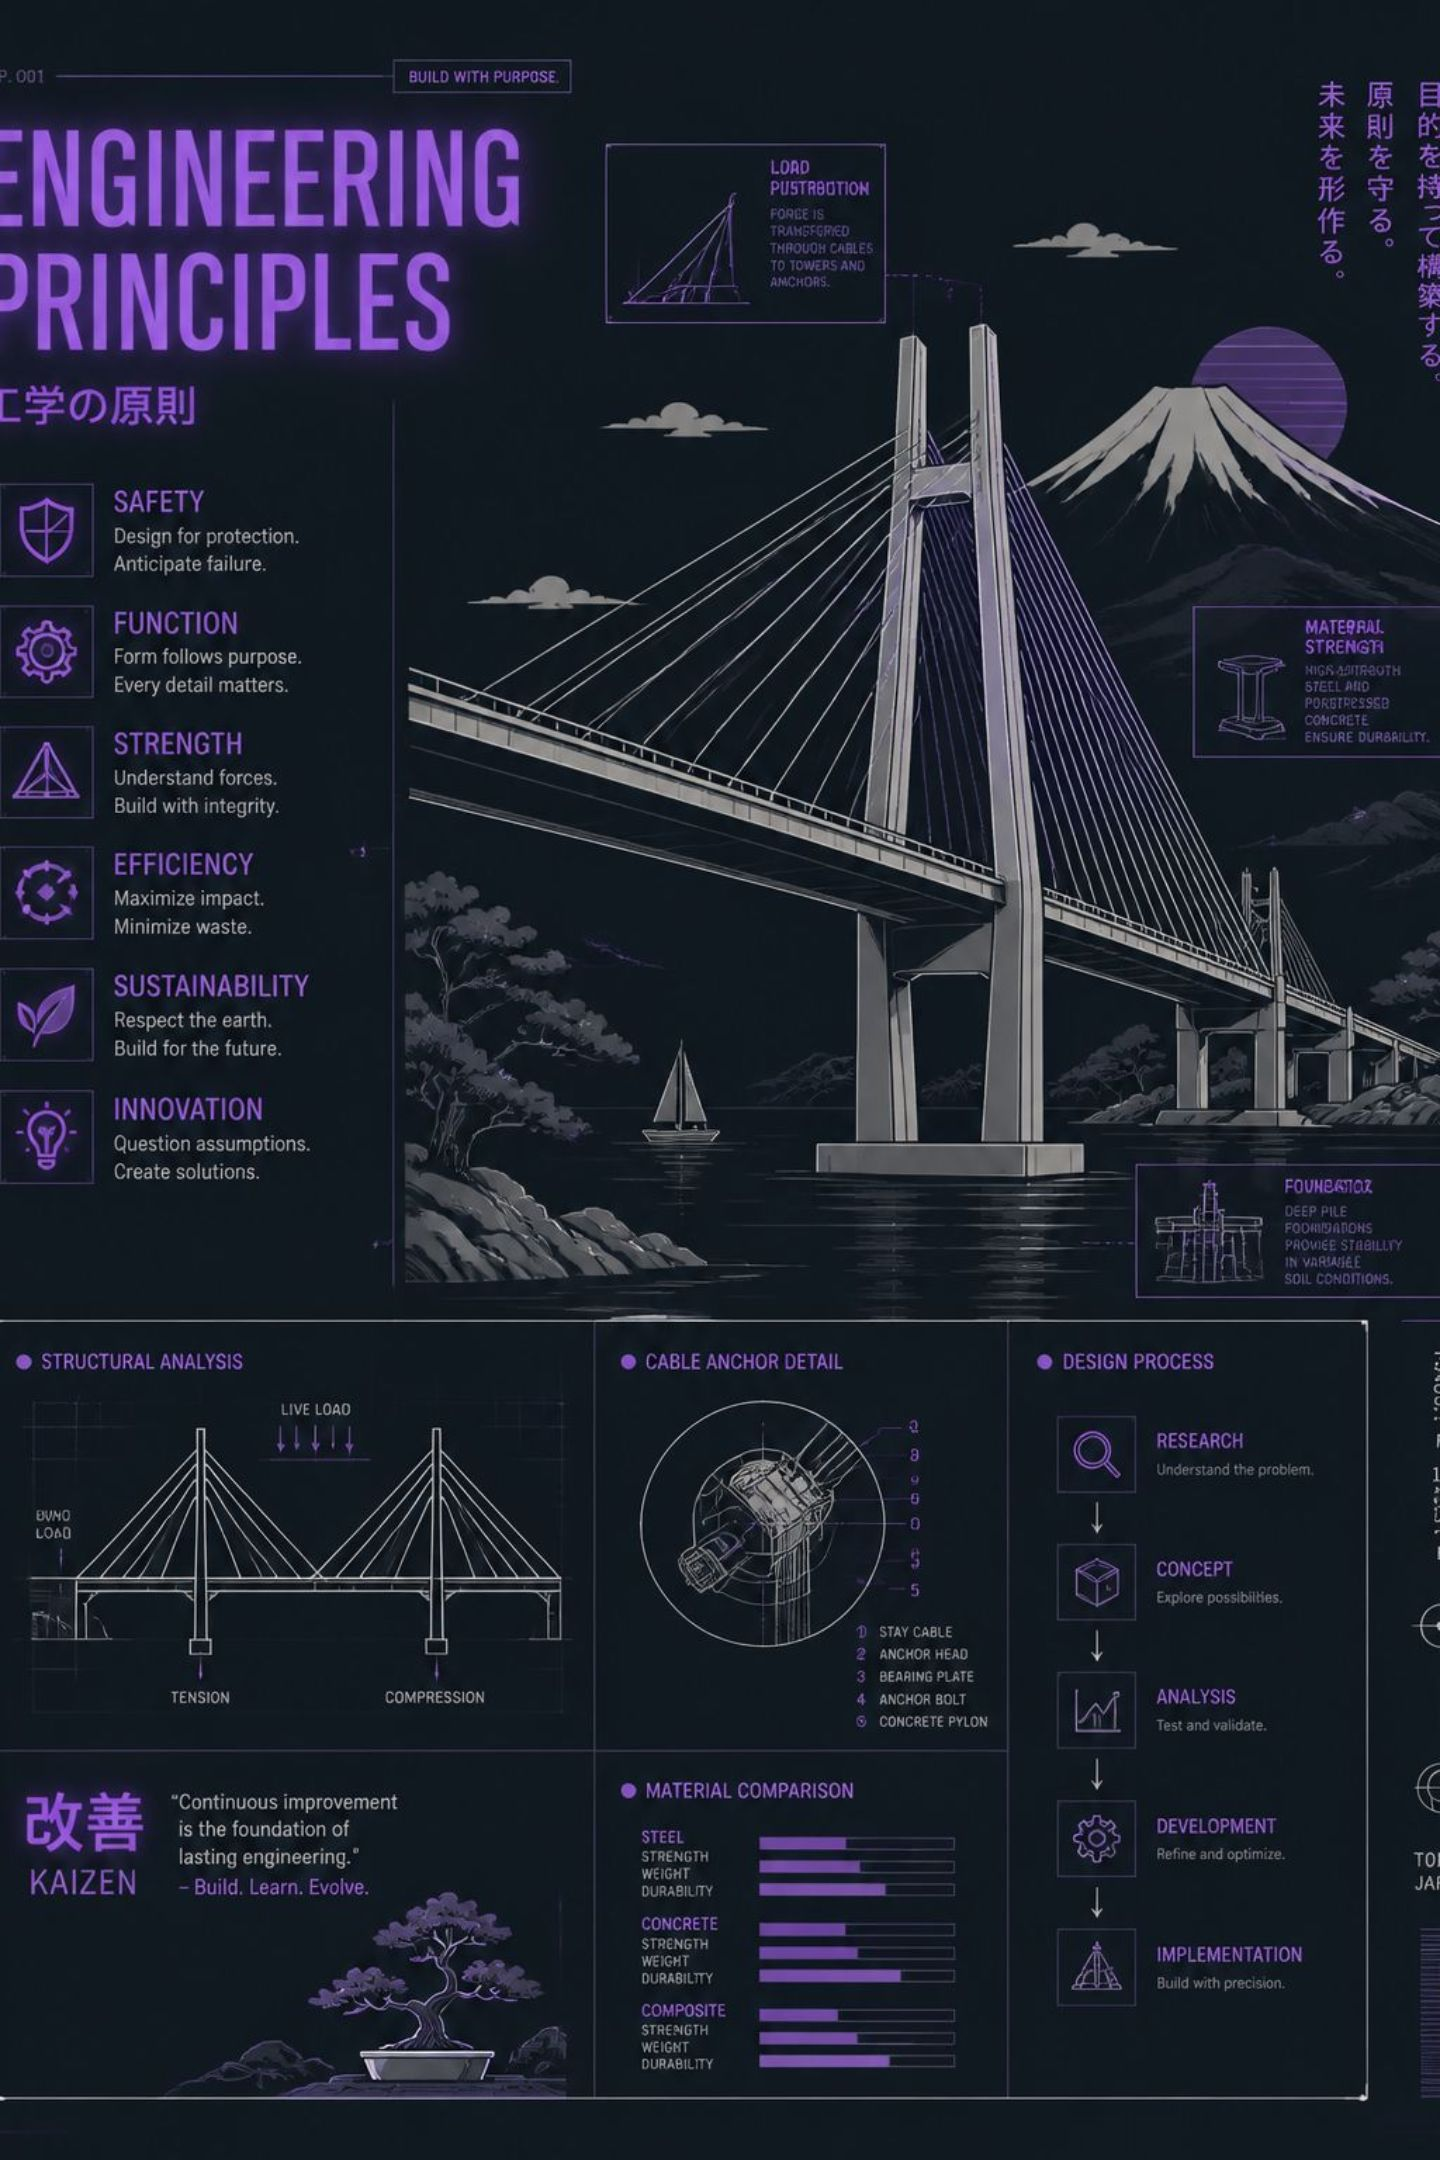 P. 001
BUILD WITH PURPOSE.
ENGINEERING
PRINCIPLES
工学の原則
目的を持って構築する。
原則を守る。
未来を形作る。
LOAD
PUSTRBUTION
FORCE IS
THROUGH CABLES
TO TOWERS AND
ANCHORS.
SAFETY
Design for protection.
Anticipate failure.
FUNCTION
Form follows purpose.
Every detail matters.
STRENGTH
Understand forces.
Build with integrity.
EFFICIENCY
Maximize impact.
Minimize waste.
SUSTAINABILITY
Respect the earth.
Build for the future.
INNOVATION
Question assumptions.
Create solutions.
STRENGTH
STEEL AND
CONCRETE
ENSURE DURBBILITY.
DEEP PILE
STABILLTY
IN
SOIL CONDITIONS.
STRUCTURAL ANALYSIS
LIVE LOAD
LOAD
TENSION
COMPRESSION
CABLE ANCHOR DETAIL
5
1 STAY CABLE
2 ANCHOR HEAD
3 BEARING PLATE
4 ANCHOR BOLT
CONCRETE PYLON
DESIGN PROCESS
RESEARCH
Understand the problem.
CONCEPT
Explore possibilities.
ANALYSIS
Test and validate.
DEVELOPMENT
Refine and optimize.
IMPLEMENTATION
Build with precision.
改善
KAIZEN
“Continuous improvement
is the foundation of
lasting engineering.”
– Build. Learn. Evolve.
MATERIAL COMPARISON
STEEL
STRENGTH
WEIGHT
DURABILITY
CONCRETE
STRENGTH
WEIGHT
DURABILITY
COMPOSITE
STRENGTH
WEIGHT
DURABILITY